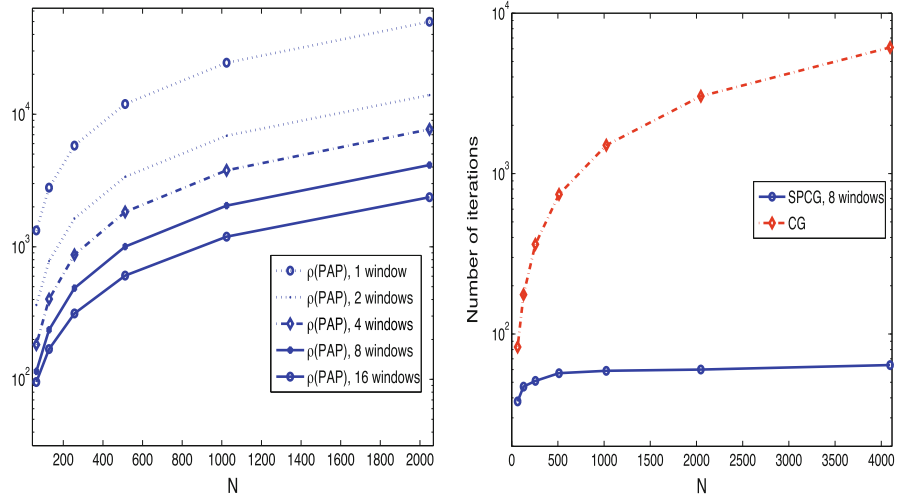 10^4
10^3
10^2
200 400 600 800 1000 1200 1400 1600 1800 2000
N
ρ(PAP), 1 window
ρ(PAP), 2 windows
ρ(PAP), 4 windows
ρ(PAP), 8 windows
ρ(PAP), 16 windows
Number of iterations
10^4
10^3
10^2
0 500 1000 1500 2000 2500 3000 3500 4000
N
SPCG, 8 windows
CG